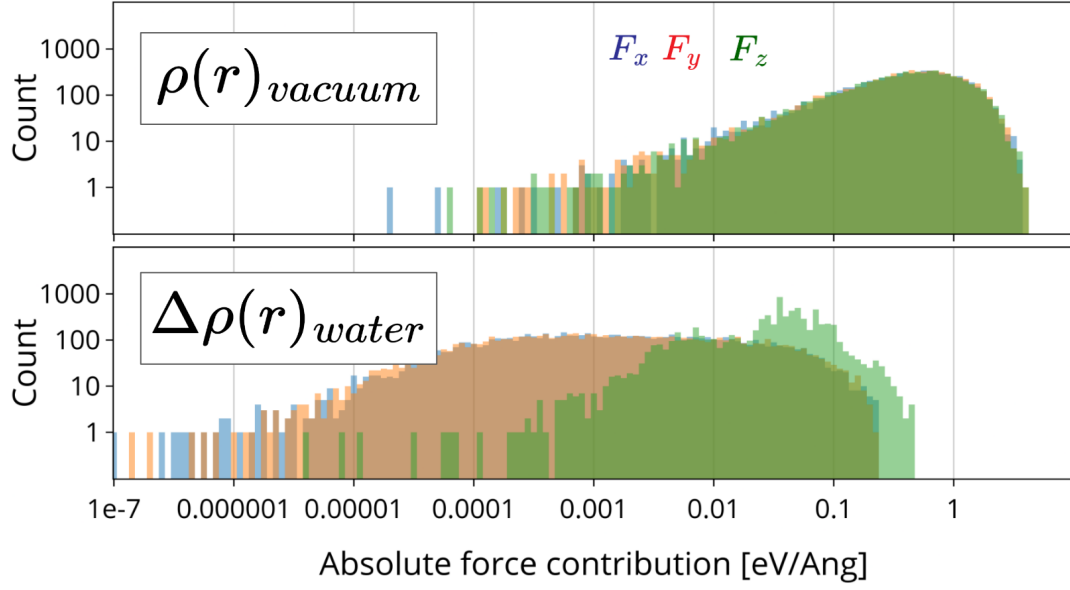 1000
100
10
1
Count
ρ(r)vacuum
Fx Fy Fz
1000
100
10
1
Count
Δρ(r)water
1e-7 0.000001 0.00001 0.0001 0.001 0.01 0.1 1
Absolute force contribution [eV/Ang]